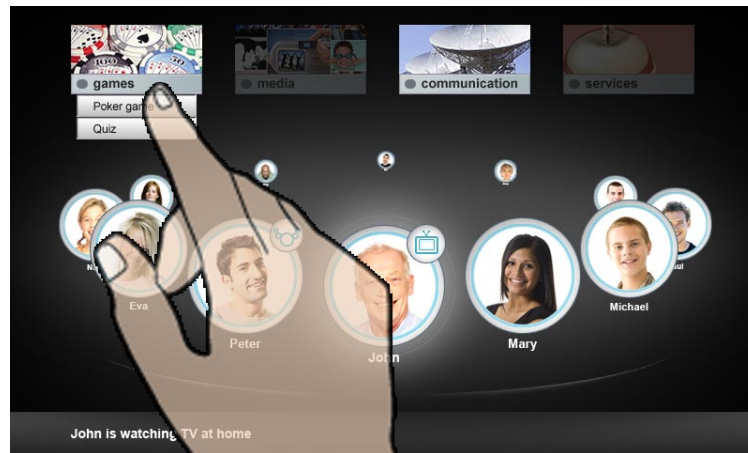 games
media
communication
services
Poker game
Quiz
Eva
Peter
John
Mary
Michael
John is watching TV at home